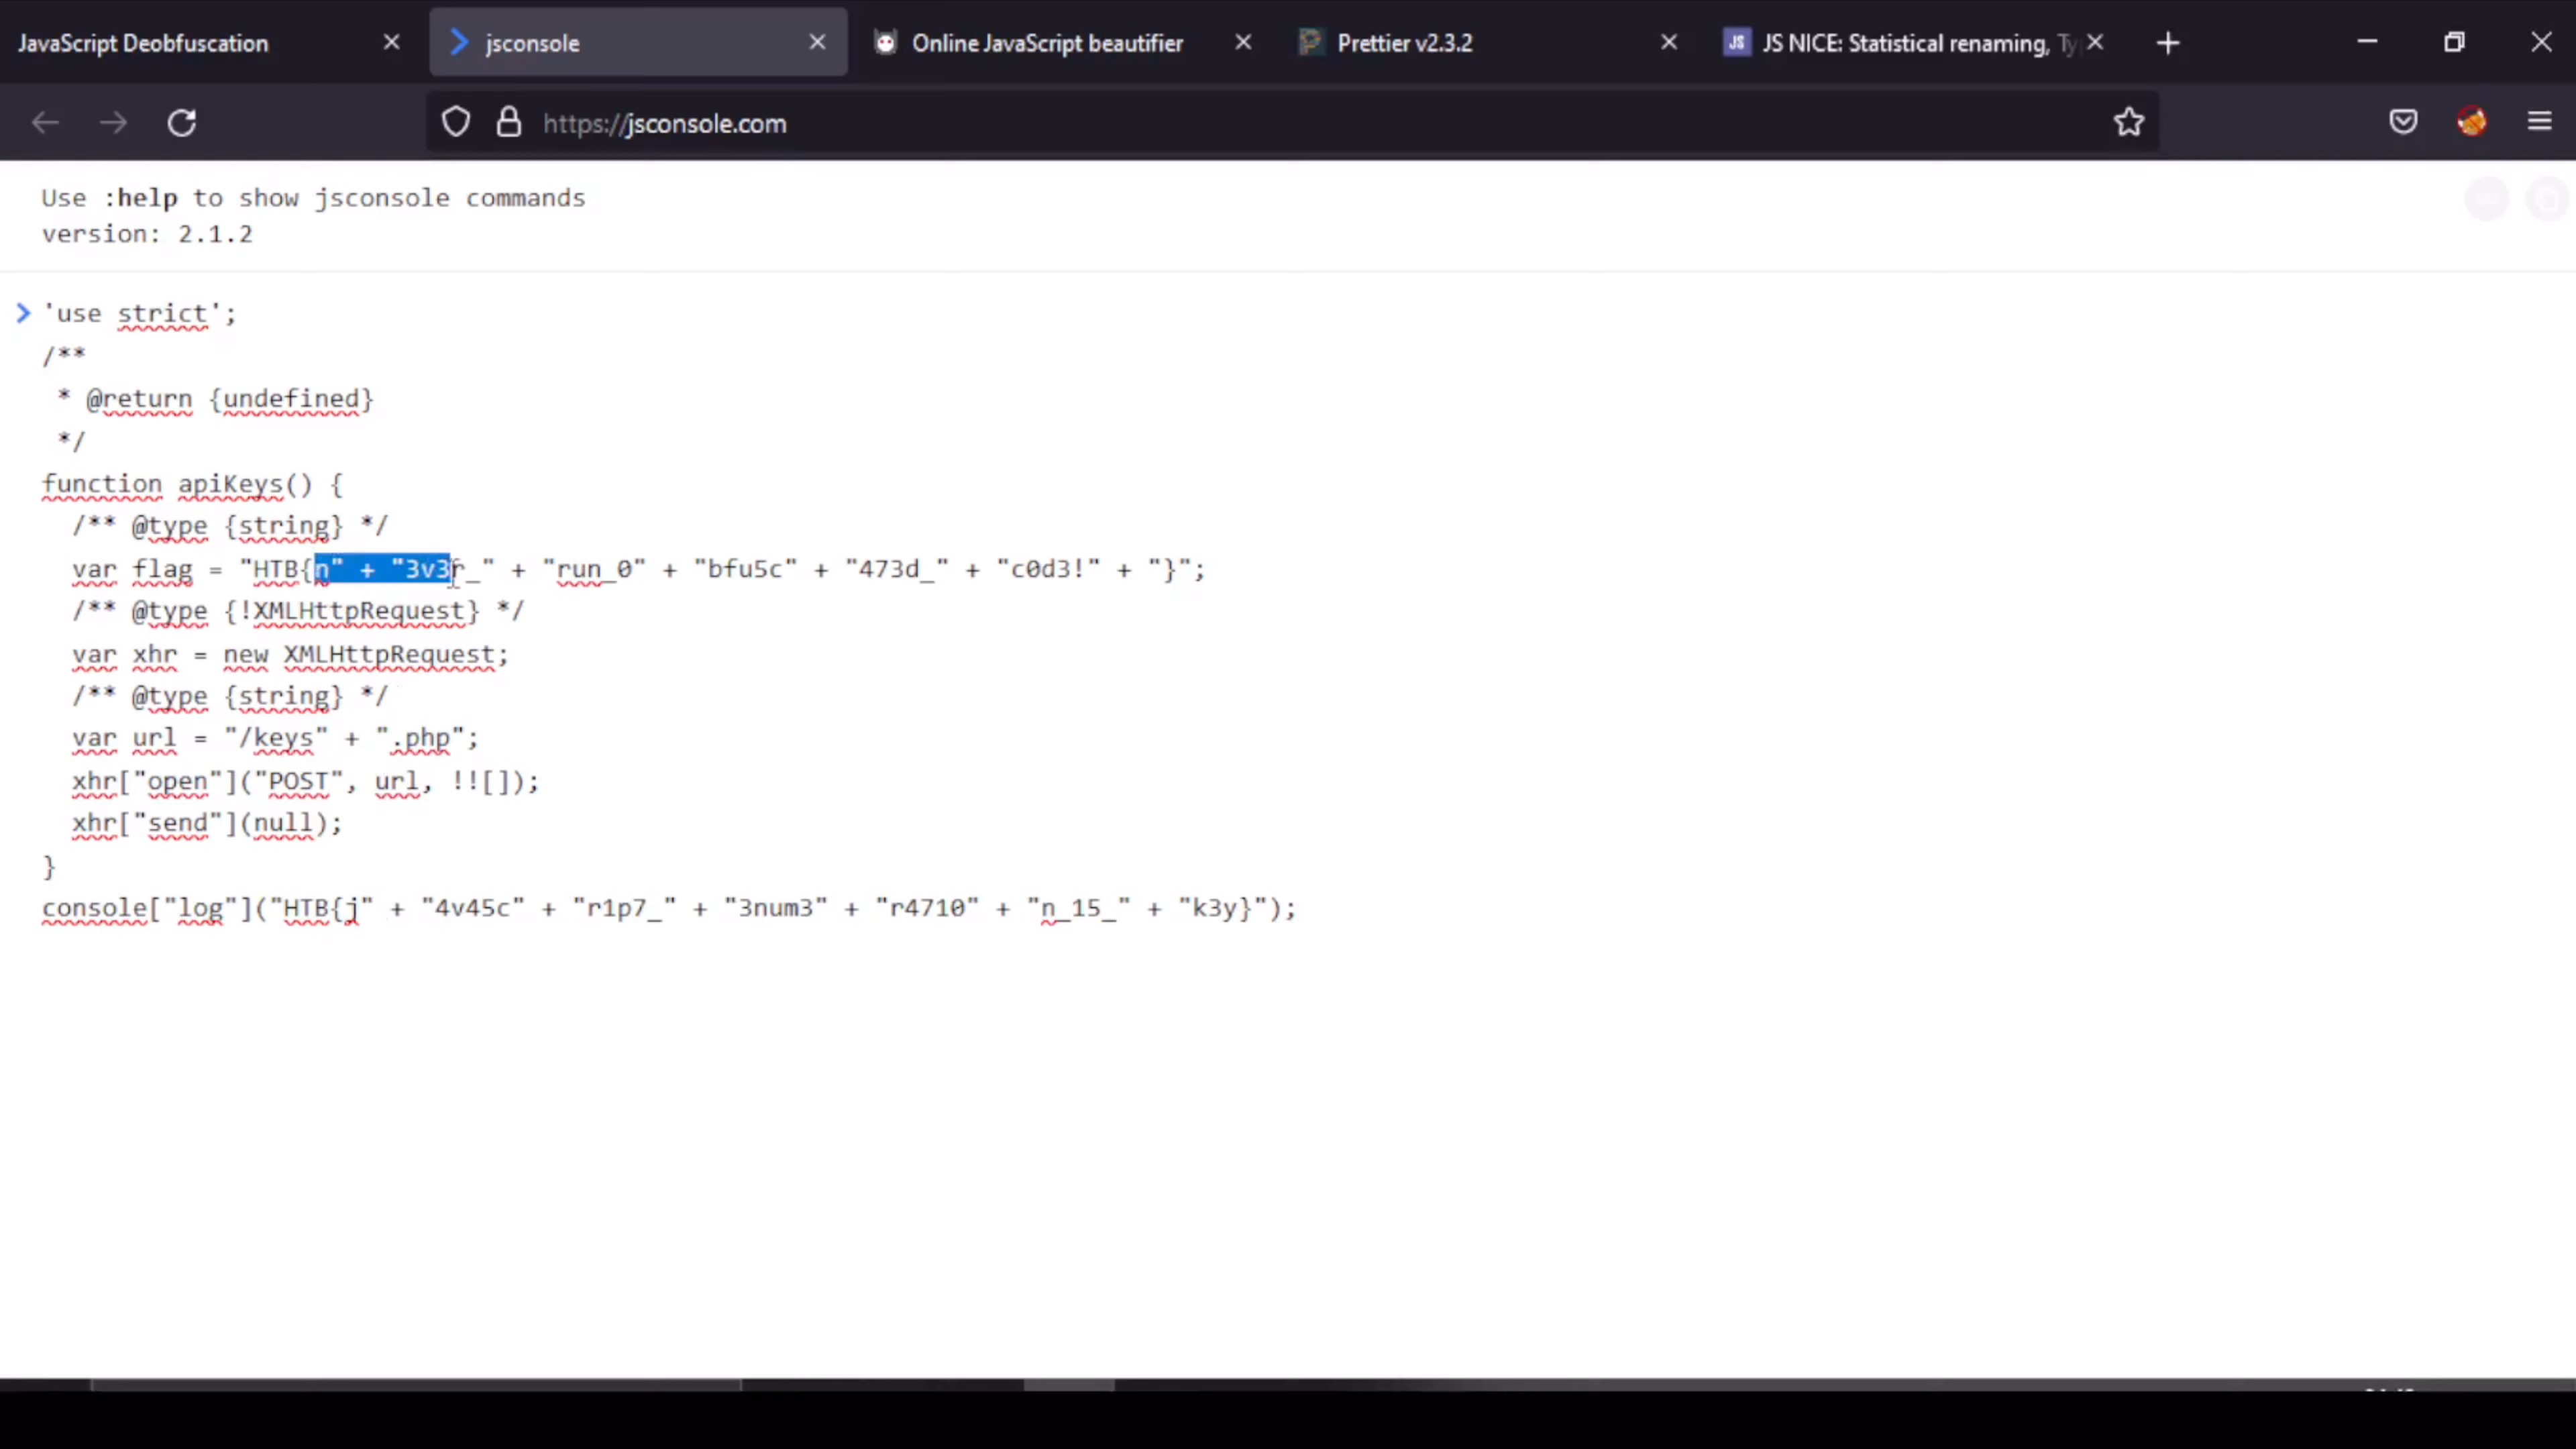 JavaScript Deobfuscation
jsconsole
Online JavaScript beautifier
Prettier v2.3.2
JS JS NICE: Statistical renaming, Ty
https://jsconsole.com
Use :help to show jsconsole commands
version: 2.1.2
'use strict';
/**
* @return {undefined}
*/
function apiKeys() {
/** @type {string} */
var flag = "HTB{n" + "3v3r_" + "run_0" + "bfu5c" + "473d_" + "c0d3!" + "}";
/** @type {!XMLHttpRequest} */
var xhr = new XMLHttpRequest;
/** @type {string} */
var url = "/keys" + ".php";
xhr["open"]("POST", url, !![]);
xhr["send"](null);
}
console["log"]("HTB{j" + "4v45c" + "r1p7_" + "3num3" + "r4710" + "n_15_" + "k3y}");